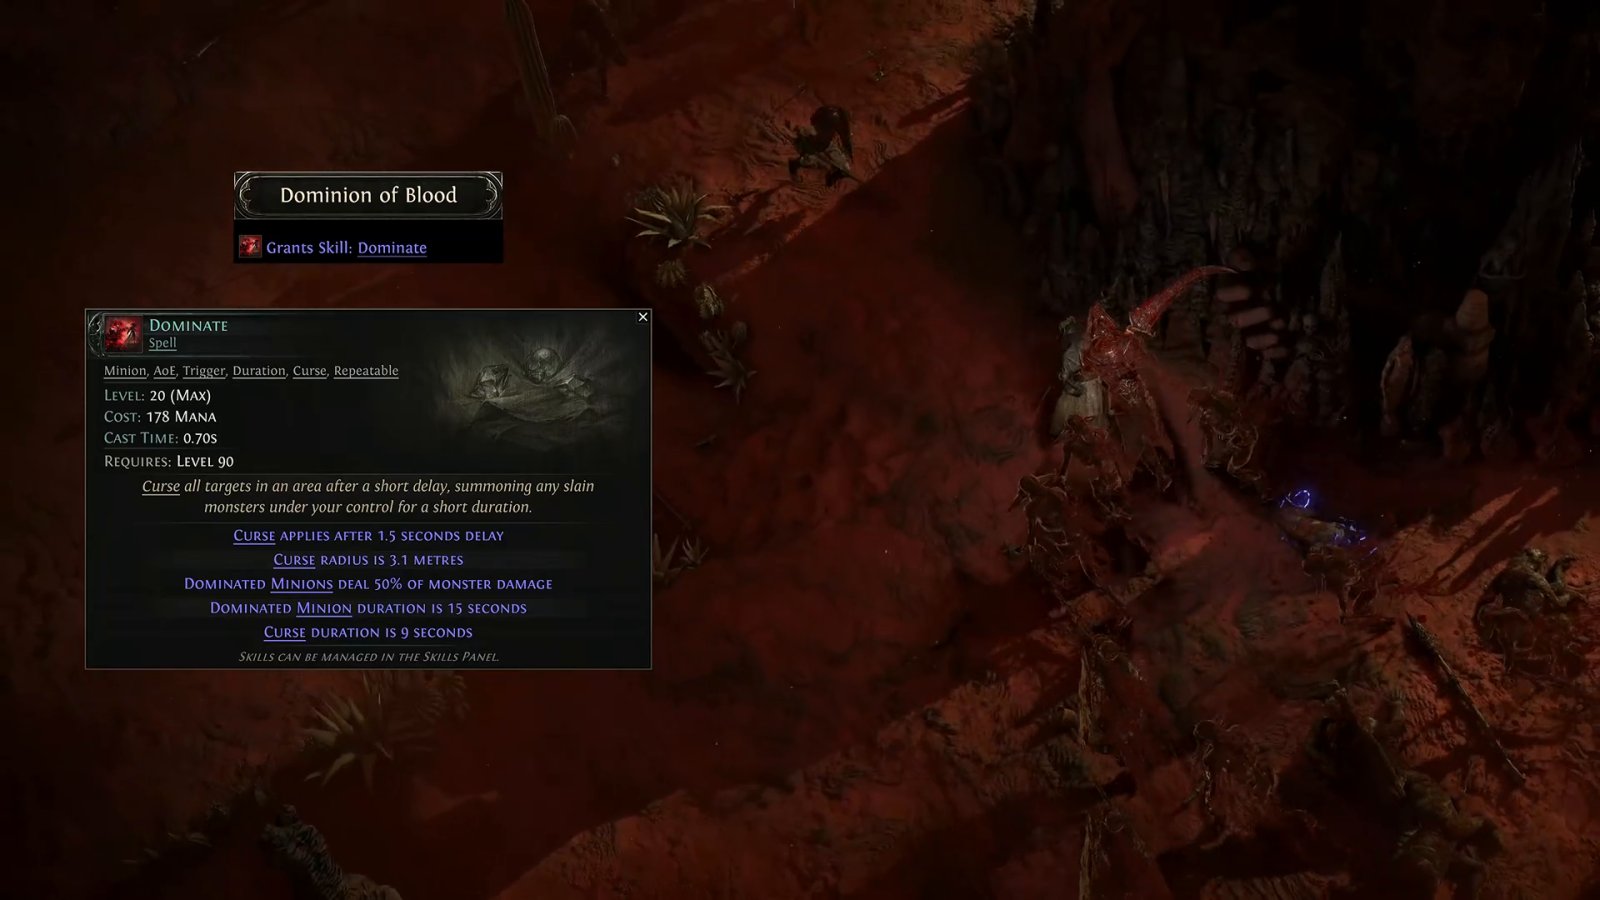 Dominion of Blood
Grants Skill: Dominate
Dominate
Spell
Minion, AoE, Trigger, Duration, Curse, Repeatable
Level: 20 (Max)
Cost: 178 Mana
Cast Time: 0.70s
Requires: Level 90
Curse all targets in an area after a short delay, summoning any slain
monsters under your control for a short duration.
Curse applies after 1.5 seconds delay
Curse radius is 3.1 metres
Dominated Minions deal 50% of monster damage
Dominated Minion duration is 15 seconds
Curse duration is 9 seconds
Skills can be managed in the Skills Panel.